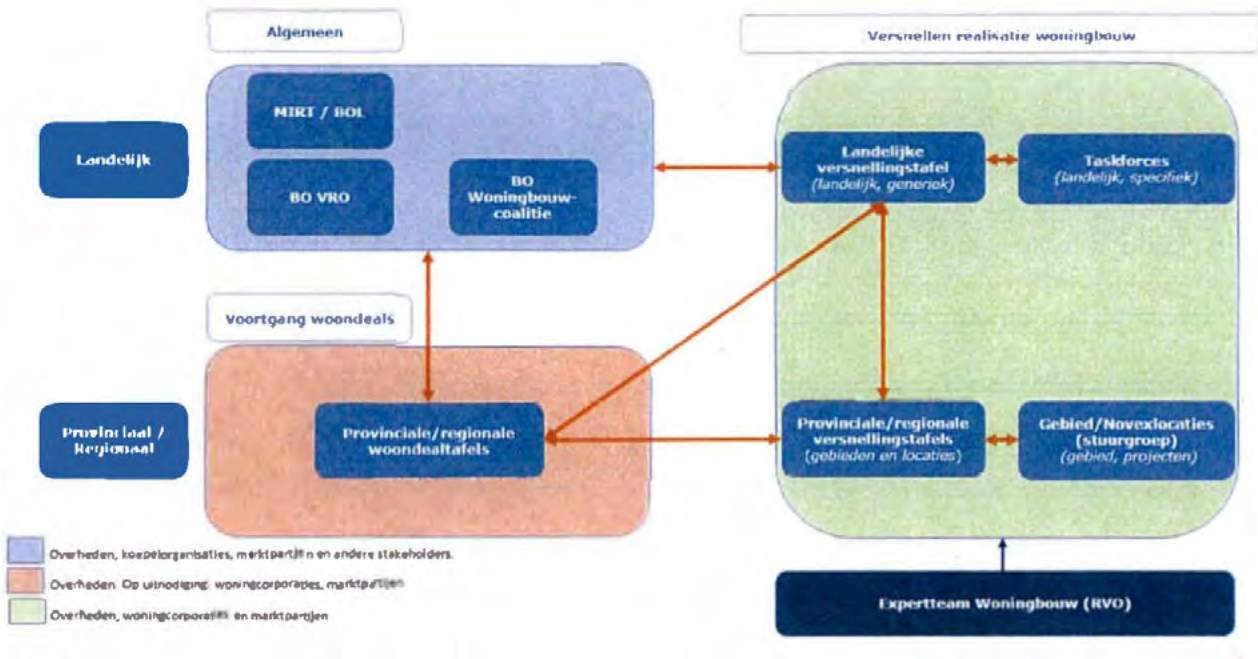 Algemeen
Versnellen realisatie woningbouw
Landelijk
MIRT / BOL
BO VRO
BO
Woningbouw-
coalitie
Landelijke
versnellingstafel
(landelijk, generiek)
Taskforces
(landelijk, specifiek)
Voortgang woondeals
Provinciaal /
Regionaal
Provinciale/regionale
woondealtafels
Provinciale/regionale
versnellingstafels
(gebieden en locaties)
Gebied/Novexlocaties
(stuurgroep)
(gebied, projecten)
Overheden, koepelorganisaties, marktpartijen en andere stakeholders.
Overheden. Op uitnodiging: woningcorporaties, marktpartijen
Overheden, woningcorporaties en marktpartijen
Expertteam Woningbouw (RVO)